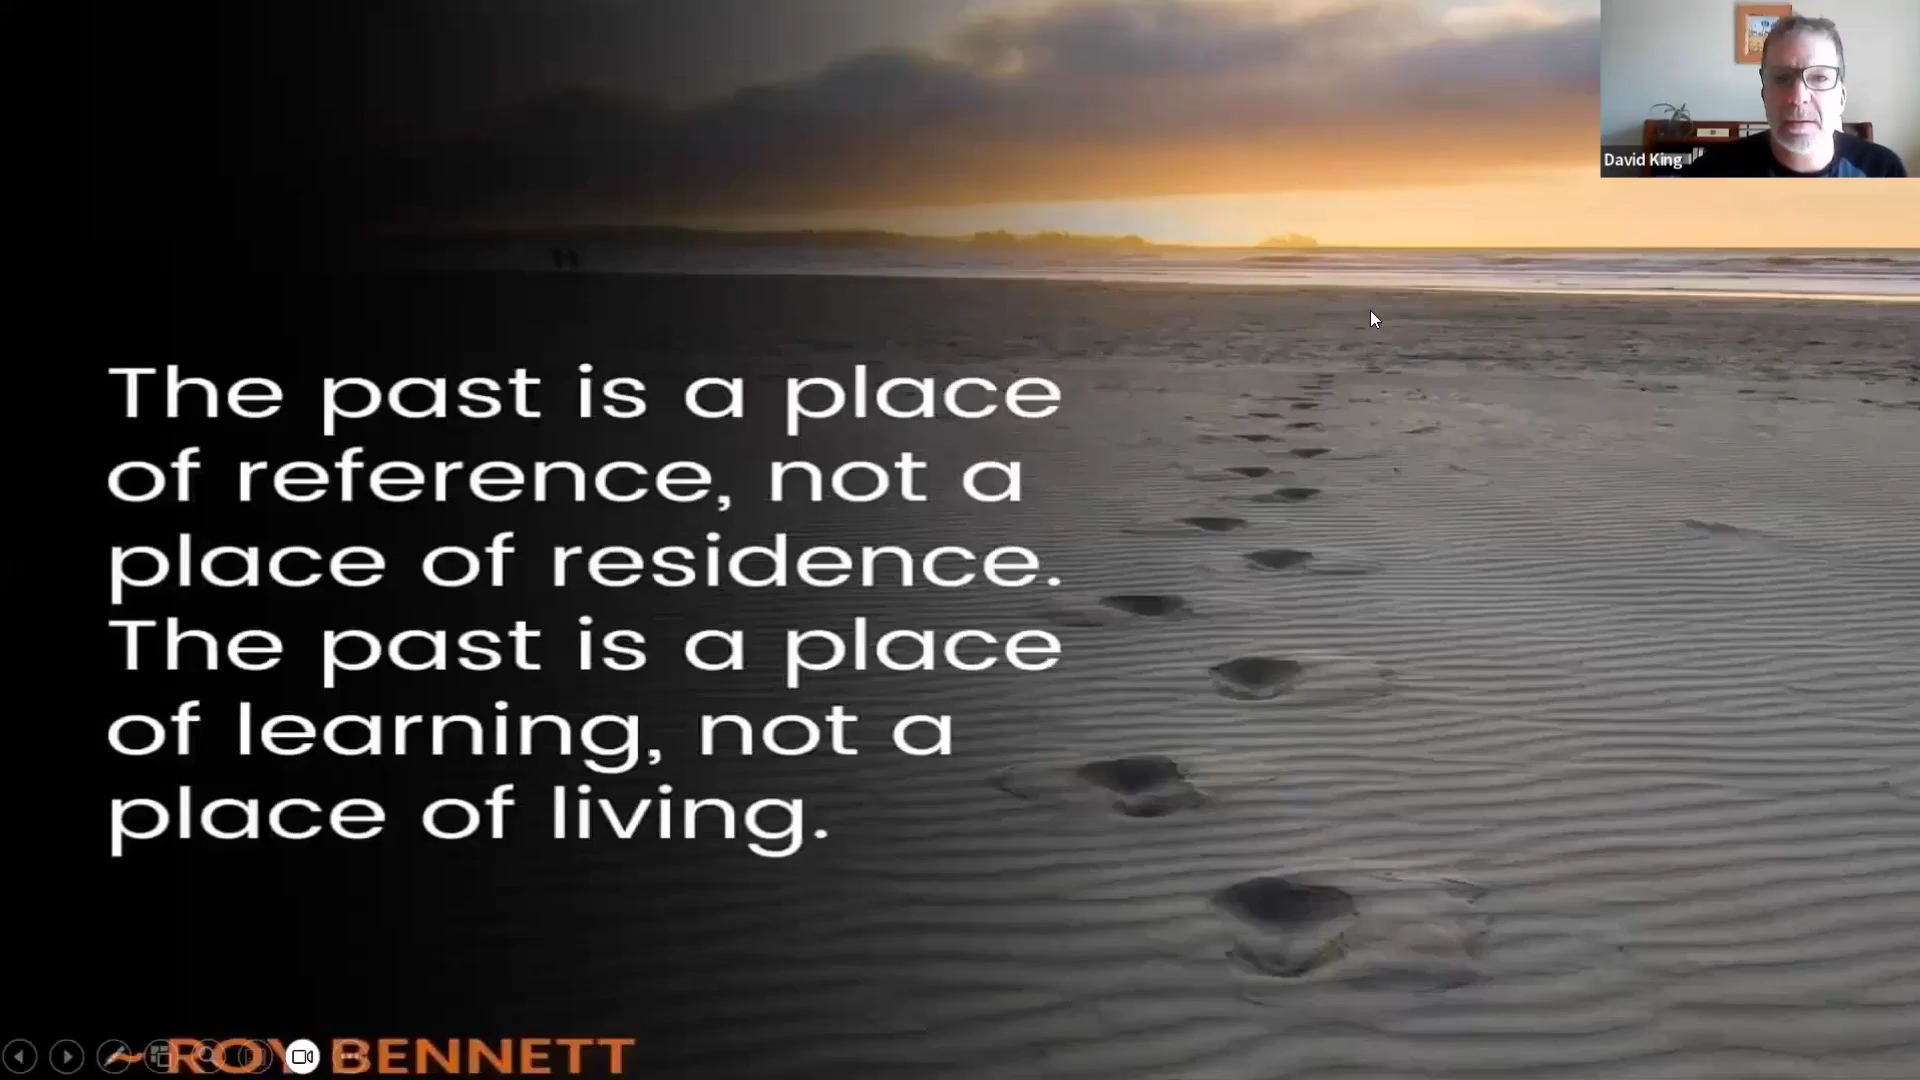 David King
The past is a place
of reference, not a
place of residence.
The past is a place
of learning, not a
place of living.
~ ROY BENNETT